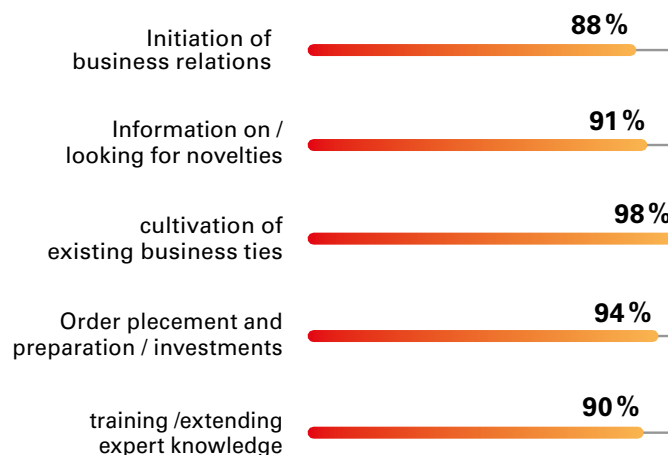 88 %
Initiation of
business relations
91 %
Information on /
looking for novelties
98 %
cultivation of
existing business ties
94 %
Order plecement and
preparation / investments
90 %
training /extending
expert knowledge